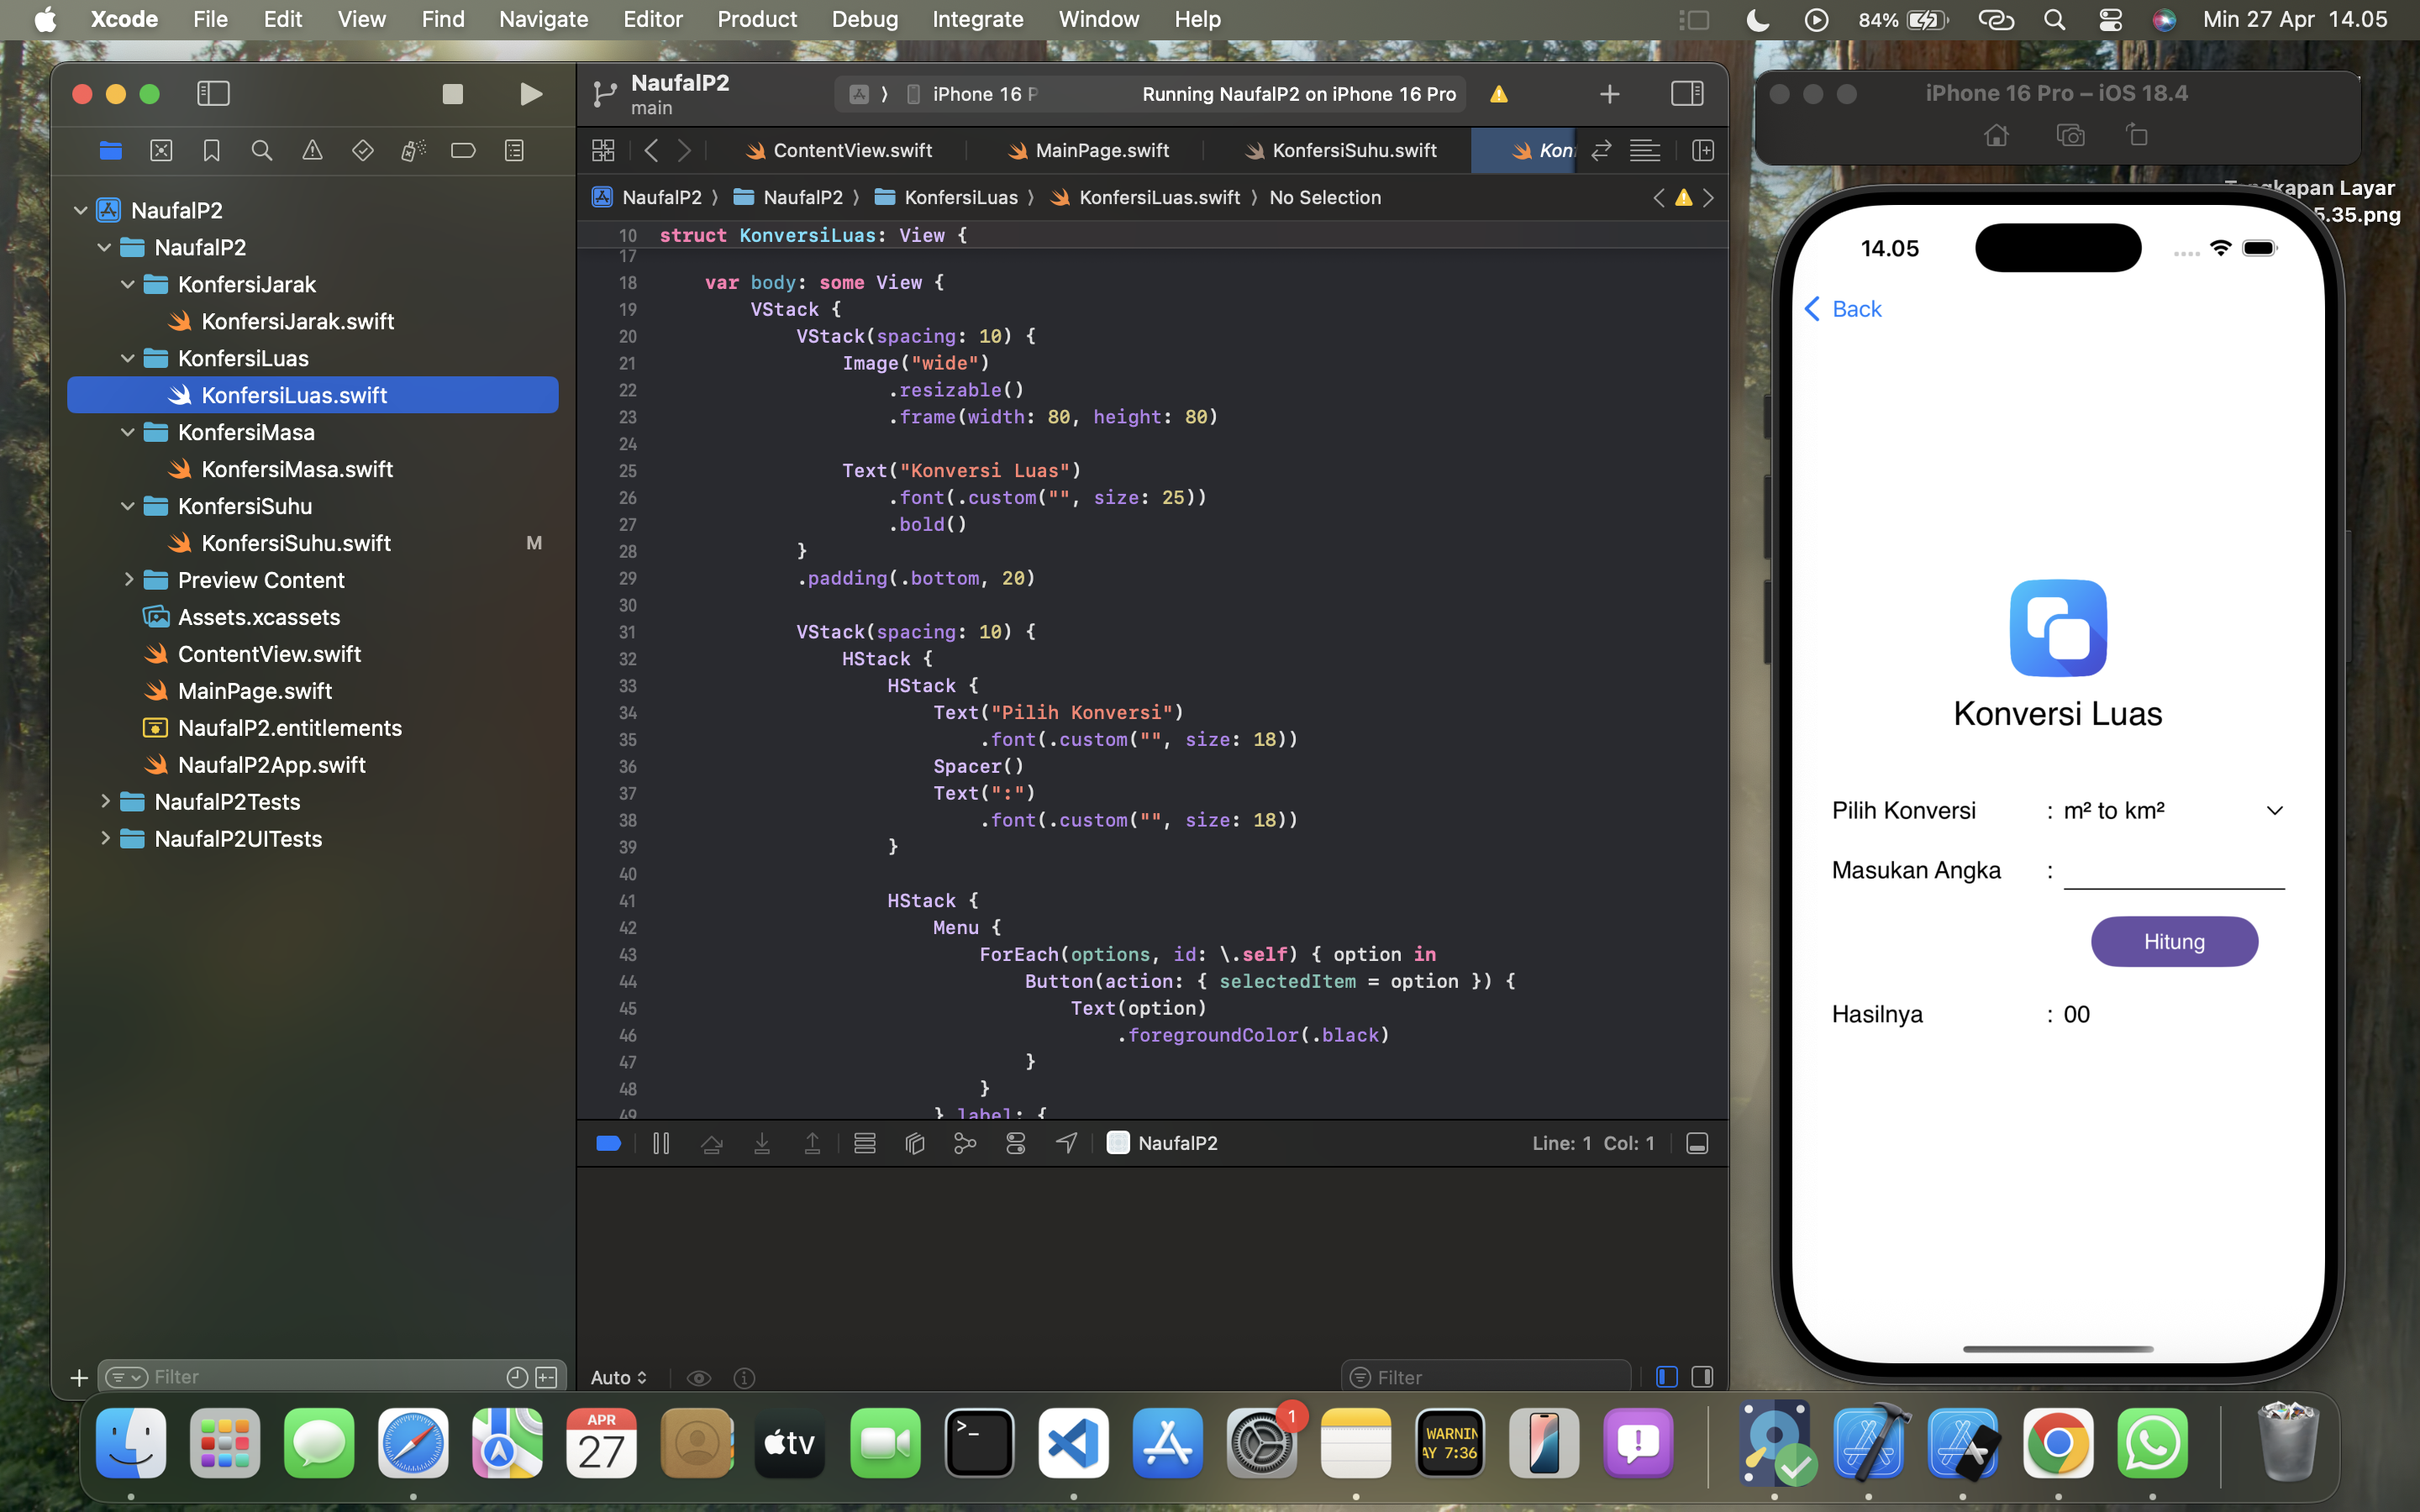 Xcode File Edit View Find Navigate Editor Product Debug Integrate Window Help 84% Min 27 Apr 14.05
NaufalP2
main
iPhone 16 P
Running NaufalP2 on iPhone 16 Pro
ContentView.swift MainPage.swift KonfersiSuhu.swift Kon
NaufalP2 NaufalP2 KonfersiLuas KonfersiLuas.swift No Selection
NaufalP2
NaufalP2
KonfersiJarak
KonfersiJarak.swift
KonfersiLuas
KonfersiLuas.swift
KonfersiMasa
KonfersiMasa.swift
KonfersiSuhu
KonfersiSuhu.swift M
Preview Content
Assets.xcassets
ContentView.swift
MainPage.swift
NaufalP2.entitlements
NaufalP2App.swift
NaufalP2Tests
NaufalP2UITests
Filter
10 struct KonversiLuas: View {
17
18 var body: some View {
19 VStack {
20 VStack(spacing: 10) {
21 Image("wide")
22 .resizable()
23 .frame(width: 80, height: 80)
24
25 Text("Konversi Luas")
26 .font(.custom("", size: 25))
27 .bold()
28 }
29 .padding(.bottom, 20)
30
31 VStack(spacing: 10) {
32 HStack {
33 HStack {
34 Text("Pilih Konversi")
35 .font(.custom("", size: 18))
36 Spacer()
37 Text(":")
38 .font(.custom("", size: 18))
39 }
40
41 HStack {
42 Menu {
43 ForEach(options, id: \.self) { option in
44 Button(action: { selectedItem = option }) {
45 Text(option)
46 .foregroundColor(.black)
47 }
48 }
49 } label: {
NaufalP2 Line: 1 Col: 1
Auto Filter
iPhone 16 Pro – iOS 18.4
Layar
5.35.png
14.05
Back
Konversi Luas
Pilih Konversi : m² to km²
Masukan Angka :
Hitung
Hasilnya : 00
APR
27
tv
>_
1
WARNIN
AY 7:36